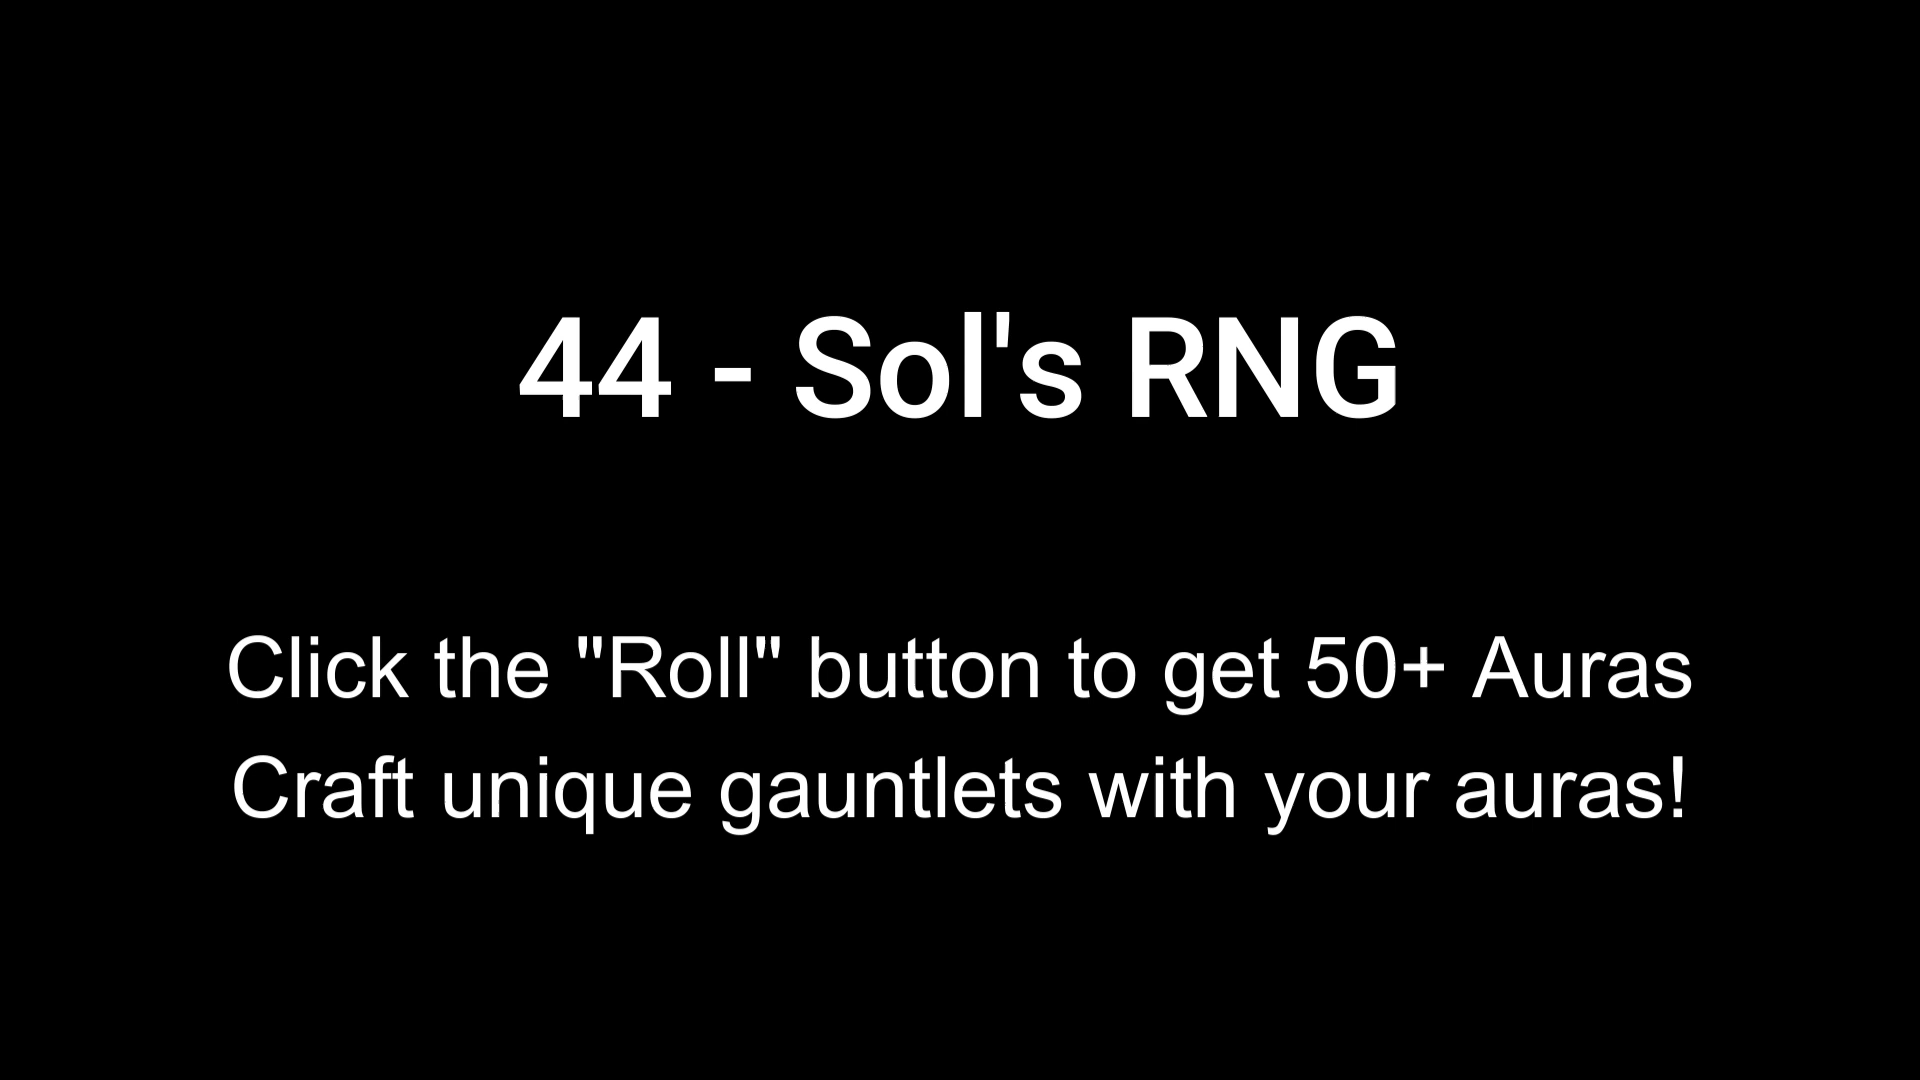 44 - Sol's RNG
Click the "Roll" button to get 50+ Auras
Craft unique gauntlets with your auras!